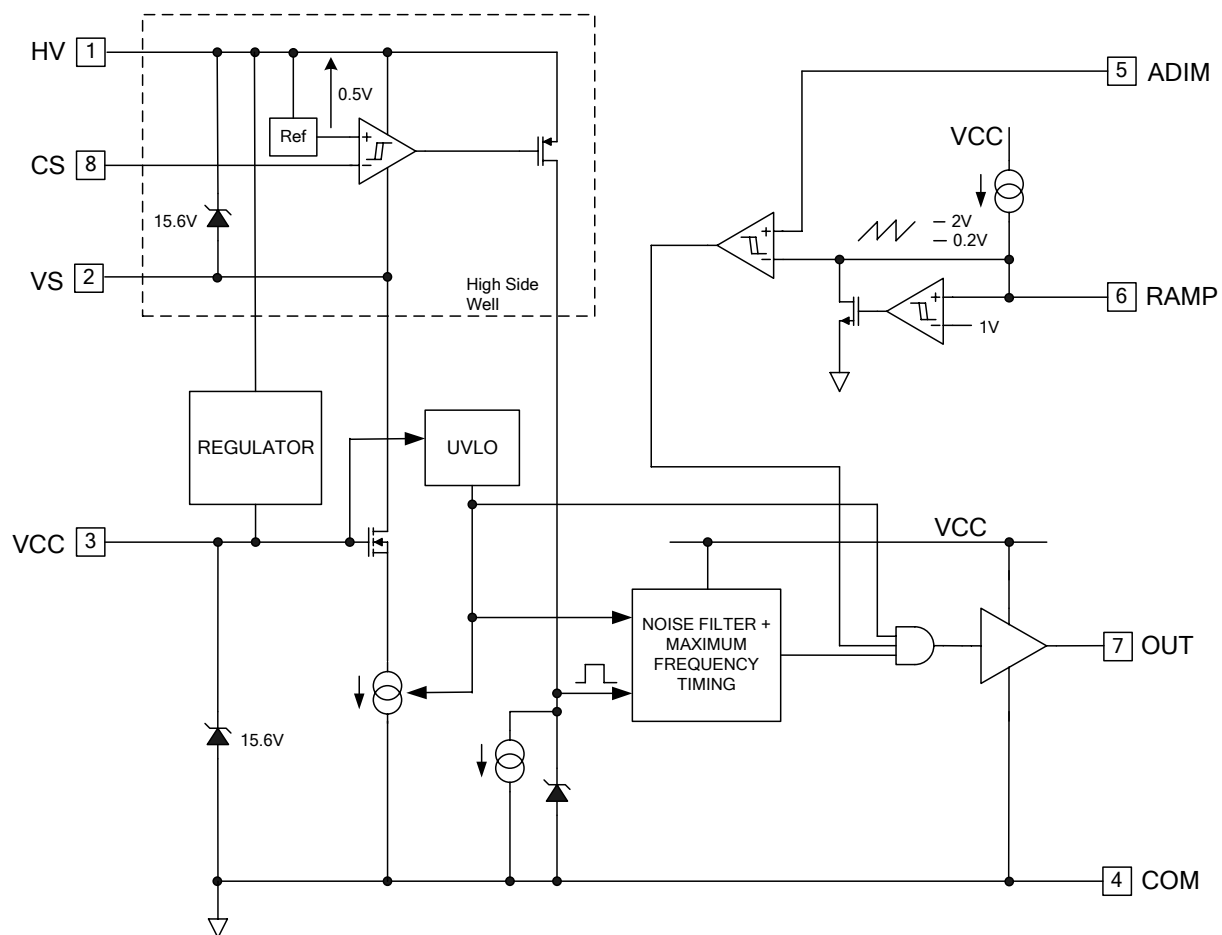 HV 1
0.5V
Ref
+
−
CS 8
15.6V
VS 2
High Side
Well
5 ADIM
VCC
− 2V
− 0.2V
+
−
+
−
1V
6 RAMP
REGULATOR
UVLO
VCC 3
VCC
NOISE FILTER +
MAXIMUM
FREQUENCY
TIMING
7 OUT
15.6V
4 COM